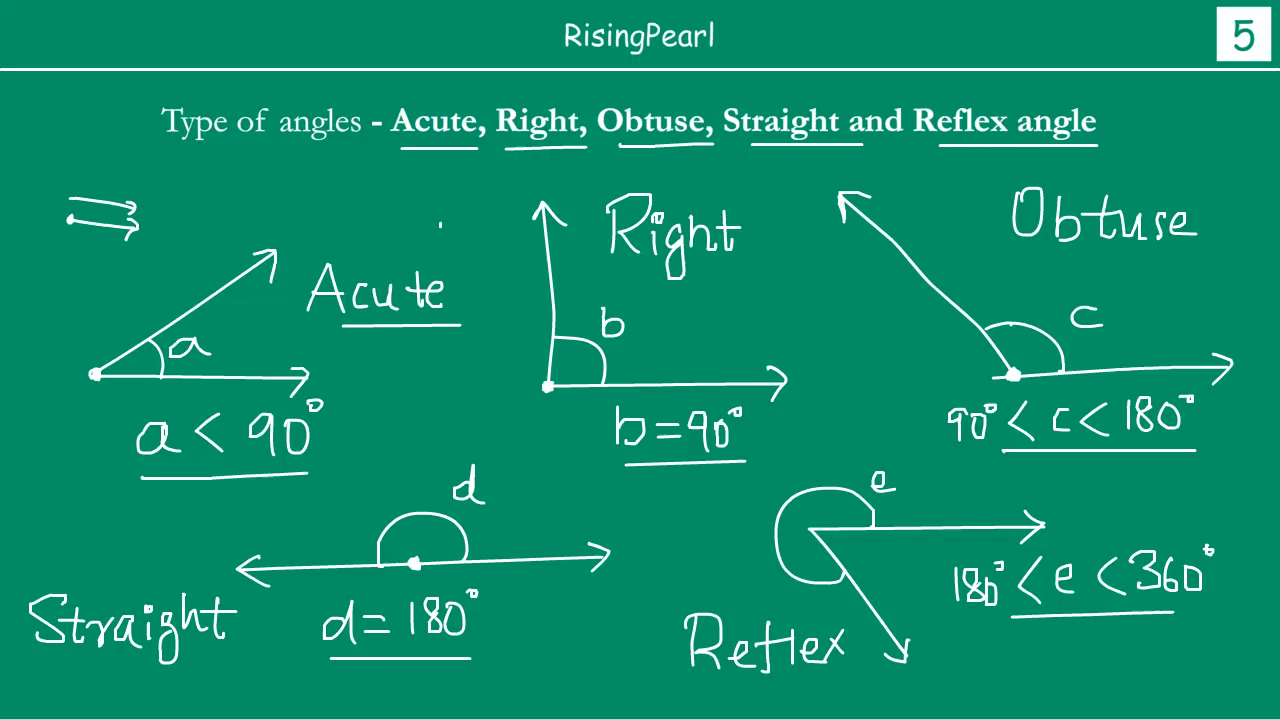 RisingPearl
5
Type of angles - Acute, Right, Obtuse, Straight and Reflex angle
Acute
a
a < 90°
Right
b
b = 90°
Obtuse
c
90° < c < 180°
Straight
d
d = 180°
Reflex
e
180° < e < 360°